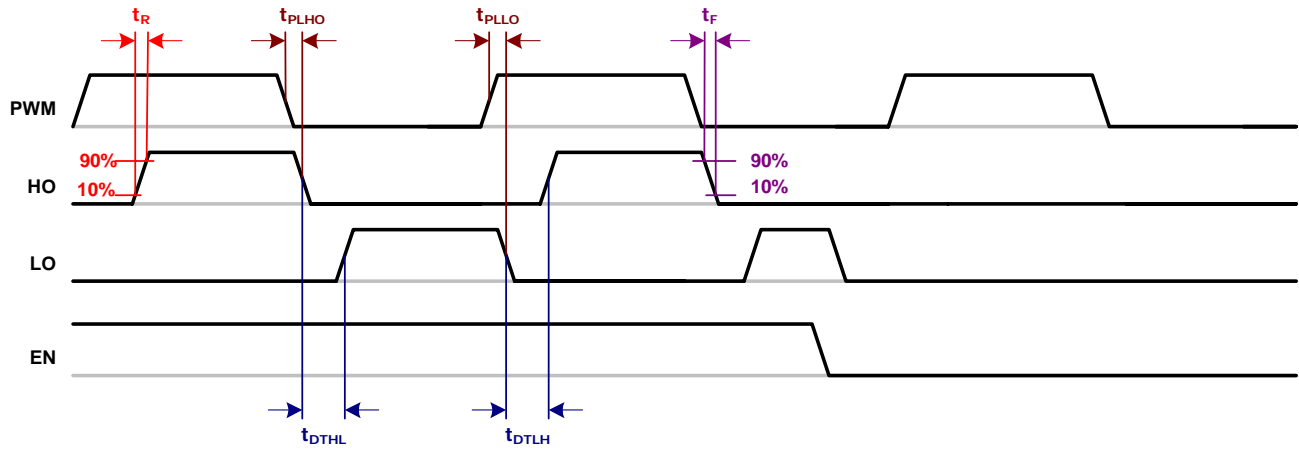 tR tPLHO tPLLO tF
PWM
90% 90%
HO 10% 10%
LO
EN
tDTHL tDTLH